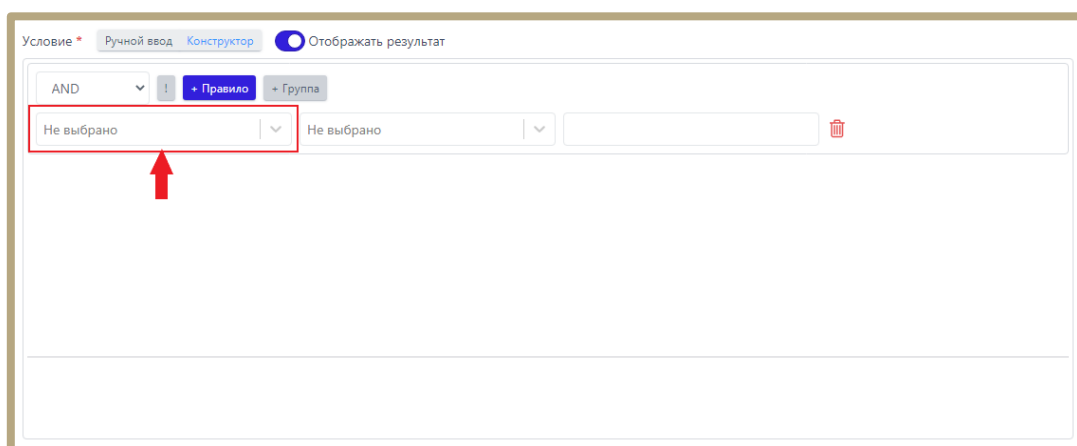 Условие * Ручной ввод Конструктор Отображать результат
AND ! + Правило + Группа
Не выбрано Не выбрано